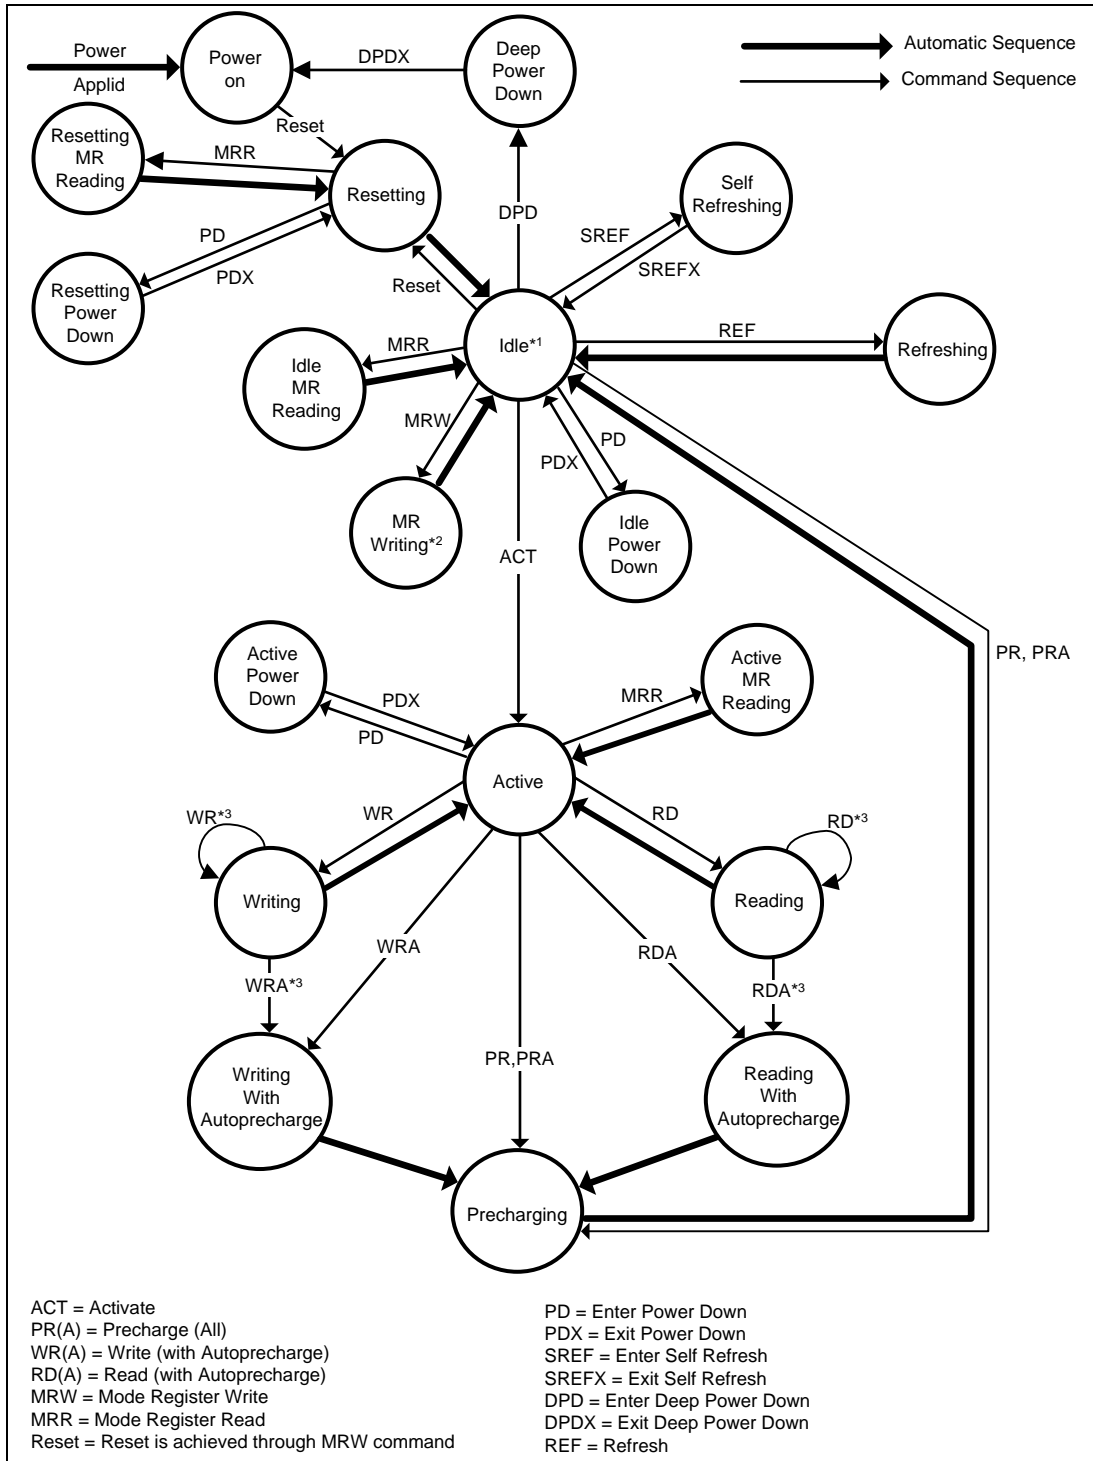 Power
Applid
Power
on
DPDX
Deep
Power
Down
Automatic Sequence
Command Sequence
Reset
Resetting
MR
Reading
MRR
Resetting
Self
Refreshing
DPD
SREF
SREFX
PD
PDX
Reset
Resetting
Power
Down
Idle*1
REF
Refreshing
MRR
Idle
MR
Reading
MRW
PD
PDX
MR
Writing*2
Idle
Power
Down
ACT
PR, PRA
Active
Power
Down
PDX
PD
MRR
Active
MR
Reading
Active
WR*3
WR
RD
RD*3
Writing
Reading
WRA
RDA
WRA*3
RDA*3
PR,PRA
Writing
With
Autoprecharge
Reading
With
Autoprecharge
Precharging
ACT = Activate
PR(A) = Precharge (All)
WR(A) = Write (with Autoprecharge)
RD(A) = Read (with Autoprecharge)
MRW = Mode Register Write
MRR = Mode Register Read
Reset = Reset is achieved through MRW command
PD = Enter Power Down
PDX = Exit Power Down
SREF = Enter Self Refresh
SREFX = Exit Self Refresh
DPD = Enter Deep Power Down
DPDX = Exit Deep Power Down
REF = Refresh